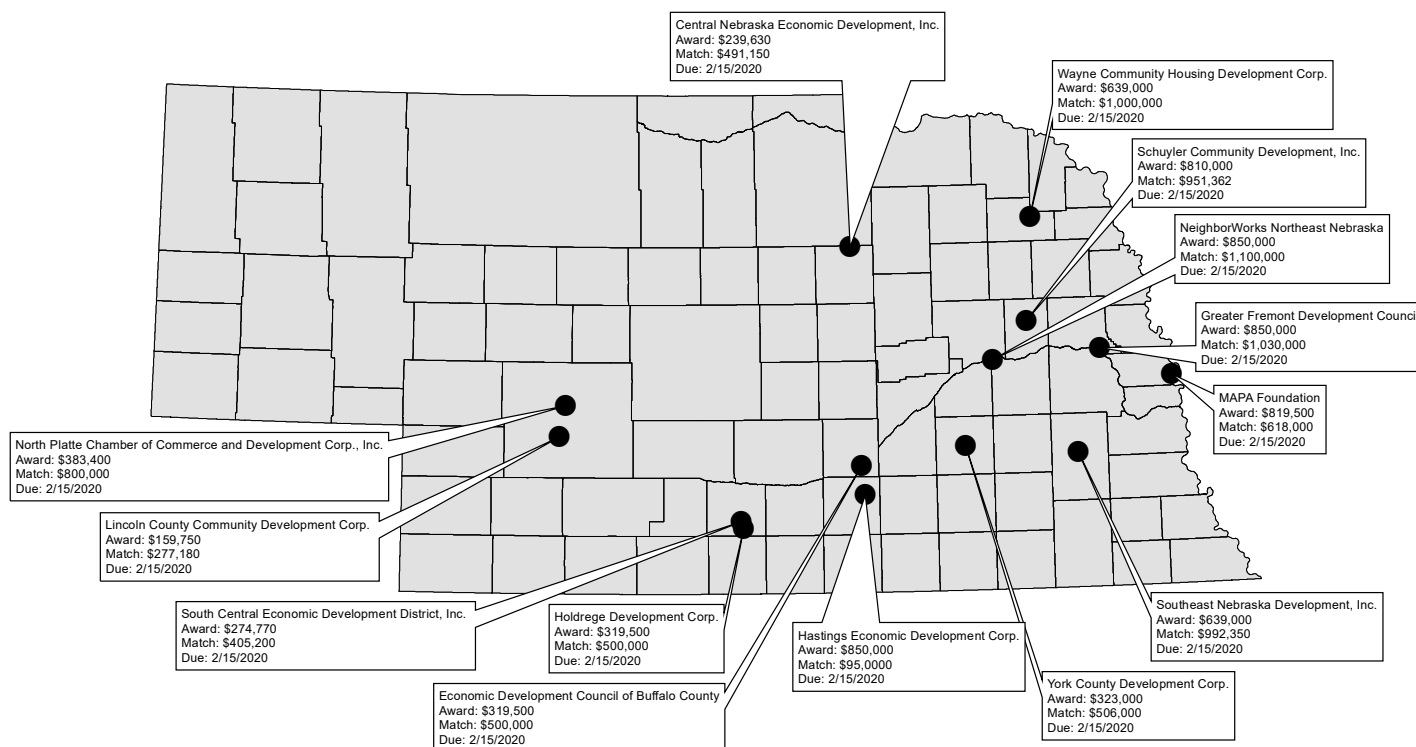 Central Nebraska Economic Development, Inc.
Award: $239,630
Match: $491,150
Due: 2/15/2020
Wayne Community Housing Development Corp.
Award: $639,000
Match: $1,000,000
Due: 2/15/2020
Schuyler Community Development, Inc.
Award: $810,000
Match: $951,362
Due: 2/15/2020
NeighborWorks Northeast Nebraska
Award: $850,000
Match: $1,100,000
Due: 2/15/2020
Greater Fremont Development Council
Award: $850,000
Match: $1,030,000
Due: 2/15/2020
MAPA Foundation
Award: $819,500
Match: $618,000
Due: 2/15/2020
North Platte Chamber of Commerce and Development Corp., Inc.
Award: $383,400
Match: $800,000
Due: 2/15/2020
Lincoln County Community Development Corp.
Award: $159,750
Match: $277,180
Due: 2/15/2020
South Central Economic Development District, Inc.
Award: $274,770
Match: $405,200
Due: 2/15/2020
Holdrege Development Corp.
Award: $319,500
Match: $500,000
Due: 2/15/2020
Economic Development Council of Buffalo County
Award: $319,500
Match: $500,000
Due: 2/15/2020
Hastings Economic Development Corp.
Award: $850,000
Match: $95,0000
Due: 2/15/2020
York County Development Corp.
Award: $323,000
Match: $506,000
Due: 2/15/2020
Southeast Nebraska Development, Inc.
Award: $639,000
Match: $992,350
Due: 2/15/2020